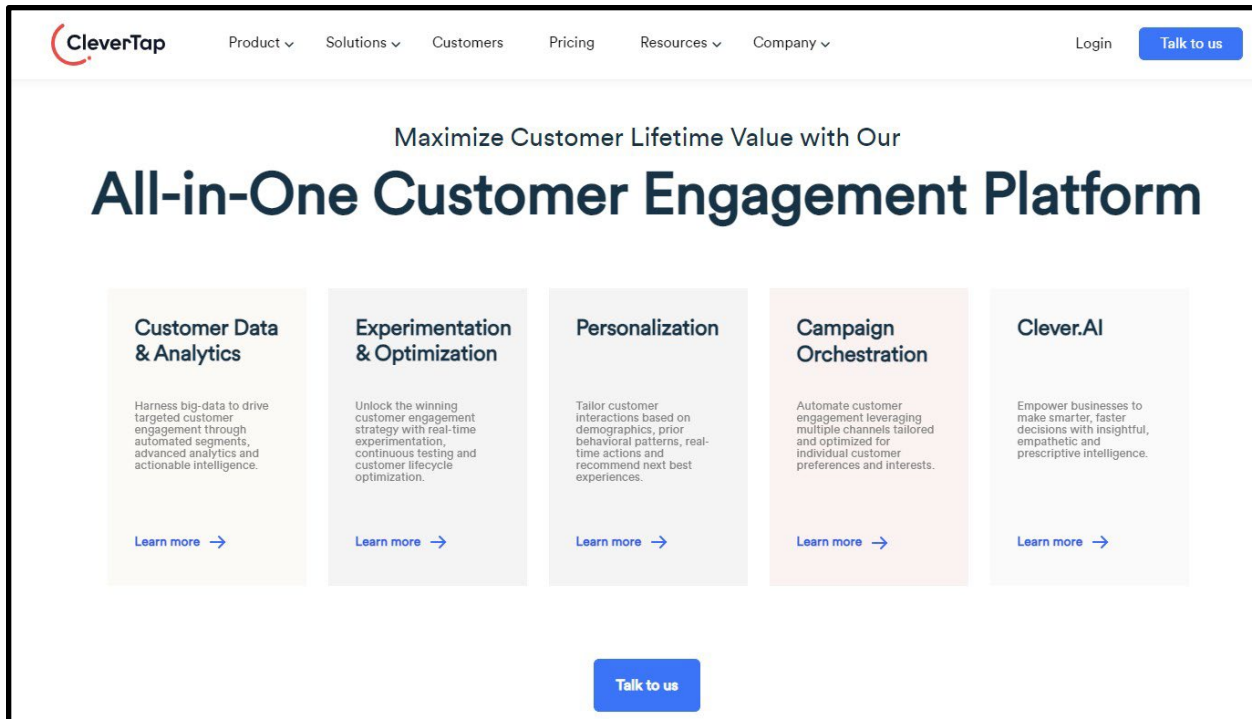 CleverTap Product Solutions Customers Pricing Resources Company Login Talk to us
Maximize Customer Lifetime Value with Our
All-in-One Customer Engagement Platform
Customer Data
& Analytics
Harness big-data to drive
targeted customer
engagement through
automated segments,
advanced analytics and
actionable intelligence.
Learn more
Experimentation
& Optimization
Unlock the winning
customer engagement
strategy with real-time
experimentation,
continuous testing and
customer lifecycle
optimization.
Learn more
Personalization
Tailor customer
interactions based on
demographics, prior
behavioral patterns, real-
time actions and
recommend next best
experiences.
Learn more
Campaign
Orchestration
Automate customer
engagement leveraging
multiple channels tailored
and optimized for
individual customer
preferences and interests.
Learn more
Clever.AI
Empower businesses to
make smarter, faster
decisions with insightful,
empathetic and
prescriptive intelligence.
Learn more
Talk to us